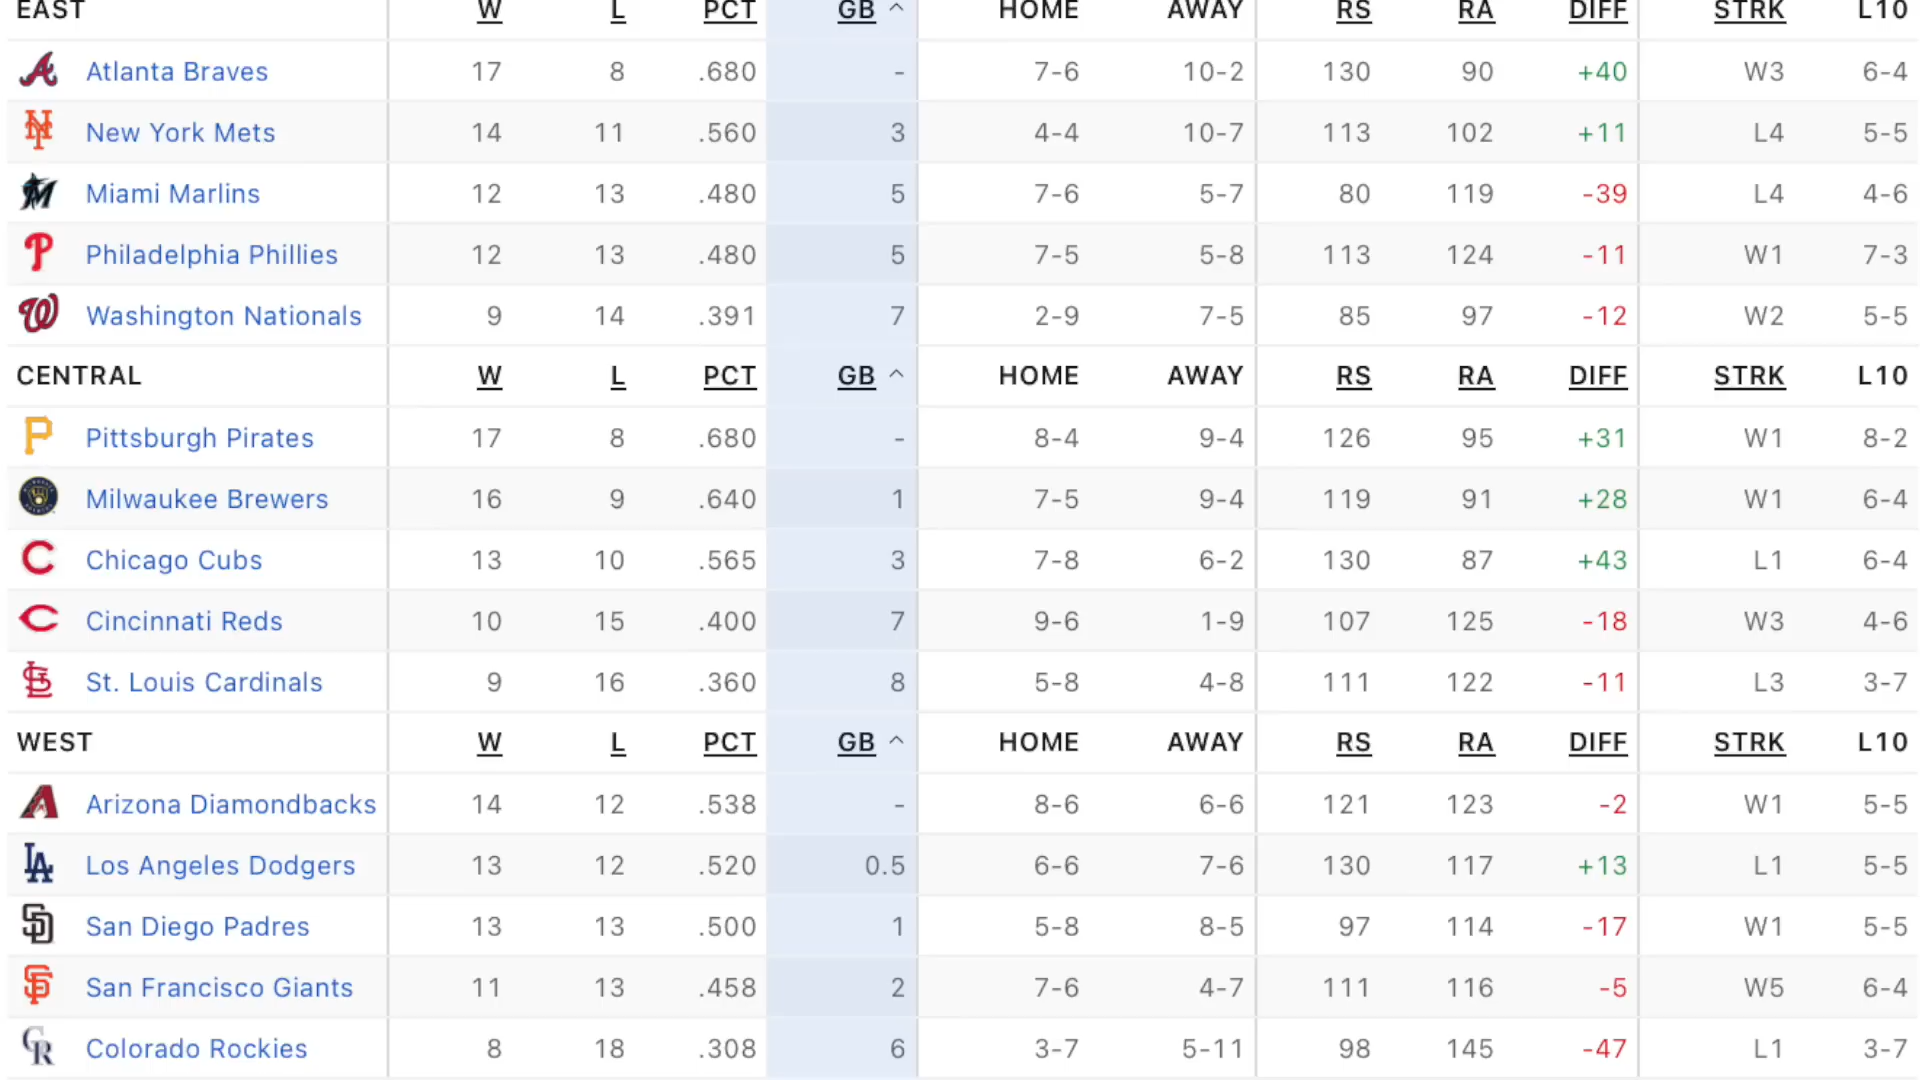 EAST W L PCT GB ^ HOME AWAY RS RA DIFF STRK L10
Atlanta Braves 17 8 .680 - 7-6 10-2 130 90 +40 W3 6-4
New York Mets 14 11 .560 3 4-4 10-7 113 102 +11 L4 5-5
Miami Marlins 12 13 .480 5 7-6 5-7 80 119 -39 L4 4-6
Philadelphia Phillies 12 13 .480 5 7-5 5-8 113 124 -11 W1 7-3
Washington Nationals 9 14 .391 7 2-9 7-5 85 97 -12 W2 5-5
CENTRAL W L PCT GB ^ HOME AWAY RS RA DIFF STRK L10
Pittsburgh Pirates 17 8 .680 - 8-4 9-4 126 95 +31 W1 8-2
Milwaukee Brewers 16 9 .640 1 7-5 9-4 119 91 +28 W1 6-4
Chicago Cubs 13 10 .565 3 7-8 6-2 130 87 +43 L1 6-4
Cincinnati Reds 10 15 .400 7 9-6 1-9 107 125 -18 W3 4-6
St. Louis Cardinals 9 16 .360 8 5-8 4-8 111 122 -11 L3 3-7
WEST W L PCT GB ^ HOME AWAY RS RA DIFF STRK L10
Arizona Diamondbacks 14 12 .538 - 8-6 6-6 121 123 -2 W1 5-5
Los Angeles Dodgers 13 12 .520 0.5 6-6 7-6 130 117 +13 L1 5-5
San Diego Padres 13 13 .500 1 5-8 8-5 97 114 -17 W1 5-5
San Francisco Giants 11 13 .458 2 7-6 4-7 111 116 -5 W5 6-4
Colorado Rockies 8 18 .308 6 3-7 5-11 98 145 -47 L1 3-7